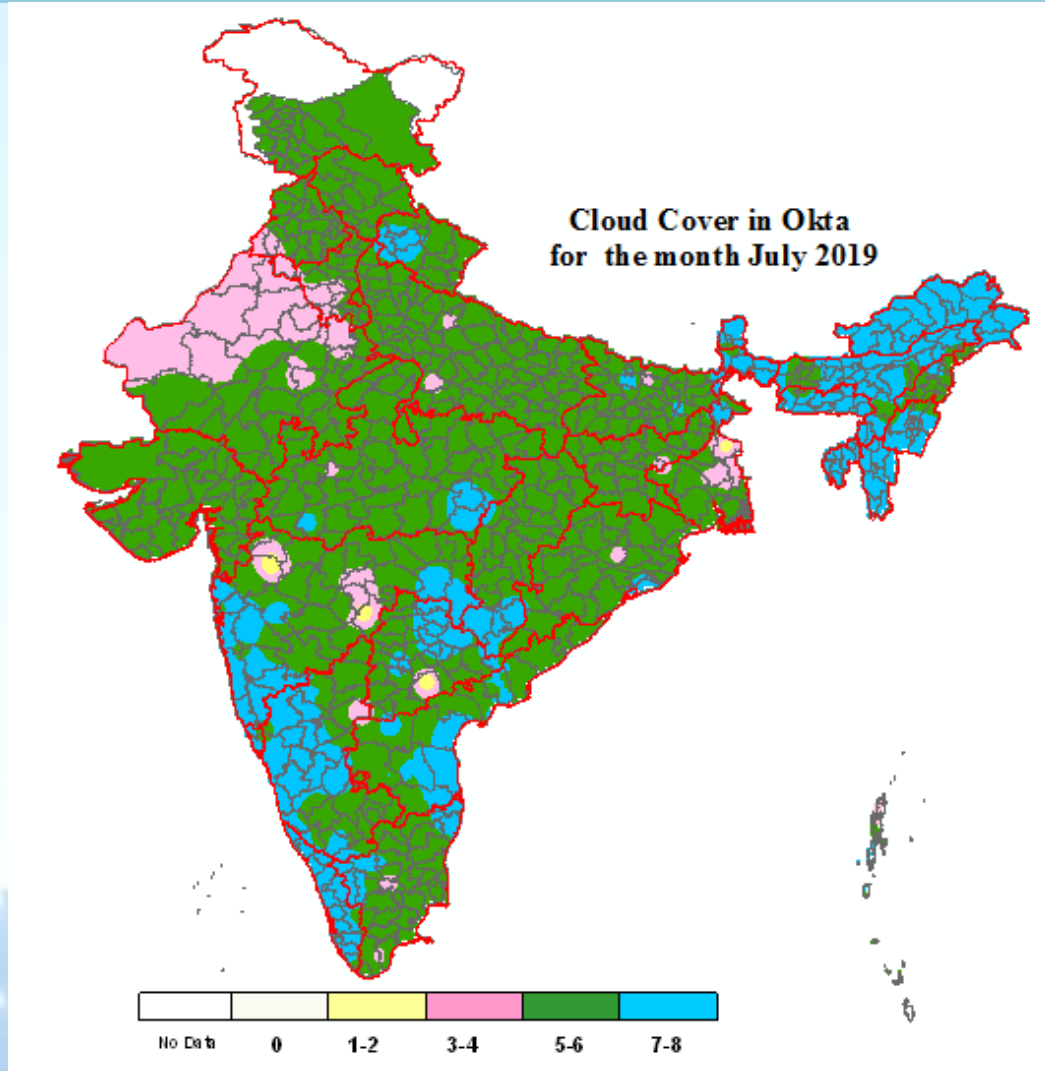 Cloud Cover in Okta
for the month July 2019
No Data 0 1-2 3-4 5-6 7-8